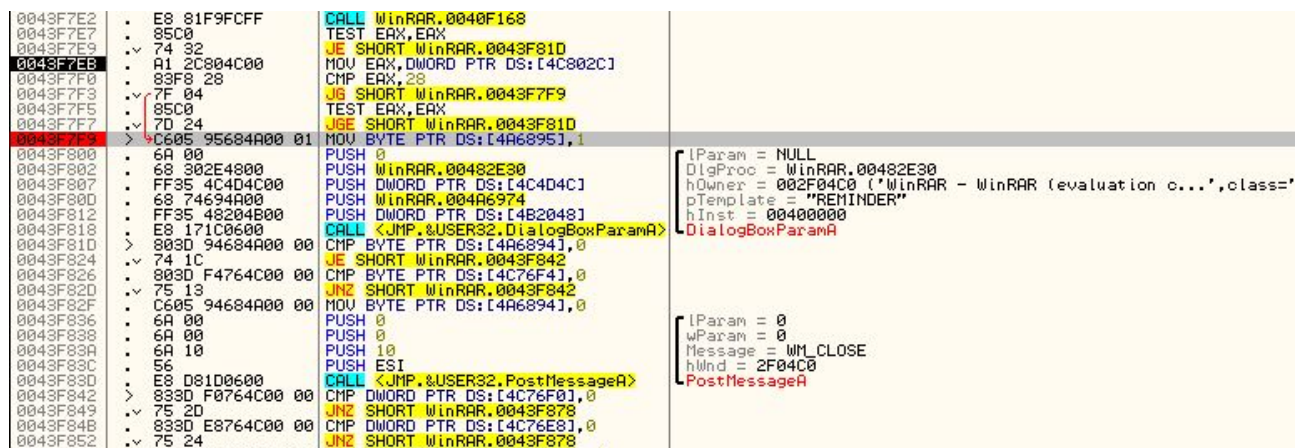 0043F7E2 . E8 81F9FCFF CALL WinRAR.0040F168
0043F7E7 . 85C0 TEST EAX,EAX
0043F7E9 .v 74 32 JE SHORT WinRAR.0043F81D
0043F7EB . A1 2C804C00 MOV EAX,DWORD PTR DS:[4C802C]
0043F7F0 . 83F8 28 CMP EAX,28
0043F7F3 .v 7F 04 JG SHORT WinRAR.0043F7F9
0043F7F5 . 85C0 TEST EAX,EAX
0043F7F7 .v 7D 24 JGE SHORT WinRAR.0043F81D
0043F7F9 > C605 95684A00 01 MOV BYTE PTR DS:[4A6895],1
0043F800 . 6A 00 PUSH 0 lParam = NULL
0043F802 . 68 302E4800 PUSH WinRAR.00482E30 DlgProc = WinRAR.00482E30
0043F807 . FF35 4C4D4C00 PUSH DWORD PTR DS:[4C4D4C] hOwner = 002F04C0 ('WinRAR - WinRAR (evaluation c...',class='
0043F80D . 68 74694A00 PUSH WinRAR.004A6974 pTemplate = "REMINDER"
0043F812 . FF35 48204B00 PUSH DWORD PTR DS:[4B2048] hInst = 00400000
0043F818 . E8 171C0600 CALL <JMP.&USER32.DialogBoxParamA> DialogBoxParamA
0043F81D > 803D 94684A00 00 CMP BYTE PTR DS:[4A6894],0
0043F824 .v 74 1C JE SHORT WinRAR.0043F842
0043F826 . 803D F4764C00 00 CMP BYTE PTR DS:[4C76F4],0
0043F82D .v 75 13 JNZ SHORT WinRAR.0043F842
0043F82F . C605 94684A00 00 MOV BYTE PTR DS:[4A6894],0
0043F836 . 6A 00 PUSH 0 lParam = 0
0043F838 . 6A 00 PUSH 0 wParam = 0
0043F83A . 6A 10 PUSH 10 Message = WM_CLOSE
0043F83C . 56 PUSH ESI hWnd = 2F04C0
0043F83D . E8 D81D0600 CALL <JMP.&USER32.PostMessageA> PostMessageA
0043F842 > 833D F0764C00 00 CMP DWORD PTR DS:[4C76F0],0
0043F849 .v 75 2D JNZ SHORT WinRAR.0043F878
0043F84B . 833D E8764C00 00 CMP DWORD PTR DS:[4C76E8],0
0043F852 .v 75 24 JNZ SHORT WinRAR.0043F878